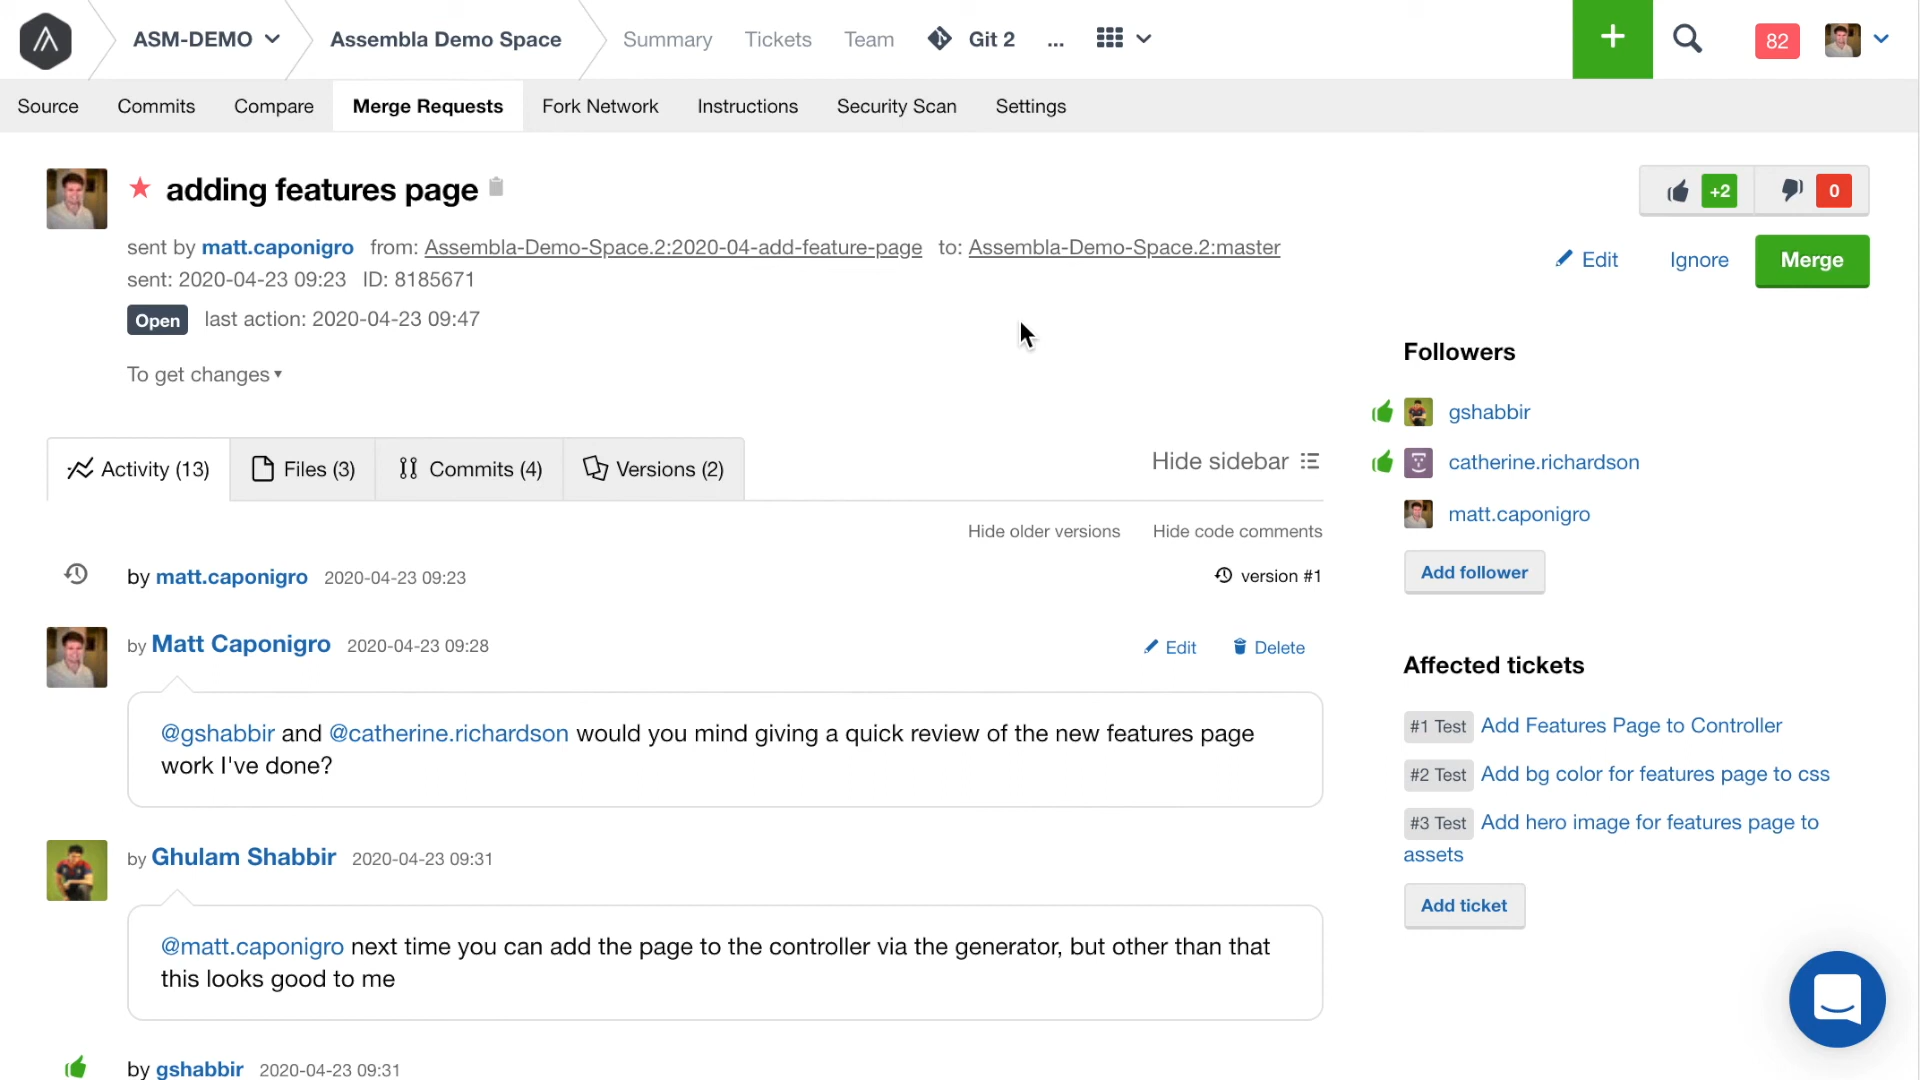 ASM-DEMO Assembla Demo Space Summary Tickets Team Git 2 ... + 82
Source Commits Compare Merge Requests Fork Network Instructions Security Scan Settings
adding features page
+2 0
sent by matt.caponigro from: Assembla-Demo-Space.2:2020-04-add-feature-page to: Assembla-Demo-Space.2:master
Edit Ignore Merge
sent: 2020-04-23 09:23 ID: 8185671
Open last action: 2020-04-23 09:47
To get changes
Activity (13) Files (3) Commits (4) Versions (2) Hide sidebar
Hide older versions Hide code comments
by matt.caponigro 2020-04-23 09:23 version #1
by Matt Caponigro 2020-04-23 09:28 Edit Delete
@gshabbir and @catherine.richardson would you mind giving a quick review of the new features page
work I've done?
by Ghulam Shabbir 2020-04-23 09:31
@matt.caponigro next time you can add the page to the controller via the generator, but other than that
this looks good to me
by gshabbir 2020-04-23 09:31
Followers
gshabbir
catherine.richardson
matt.caponigro
Add follower
Affected tickets
#1 Test Add Features Page to Controller
#2 Test Add bg color for features page to css
#3 Test Add hero image for features page to
assets
Add ticket